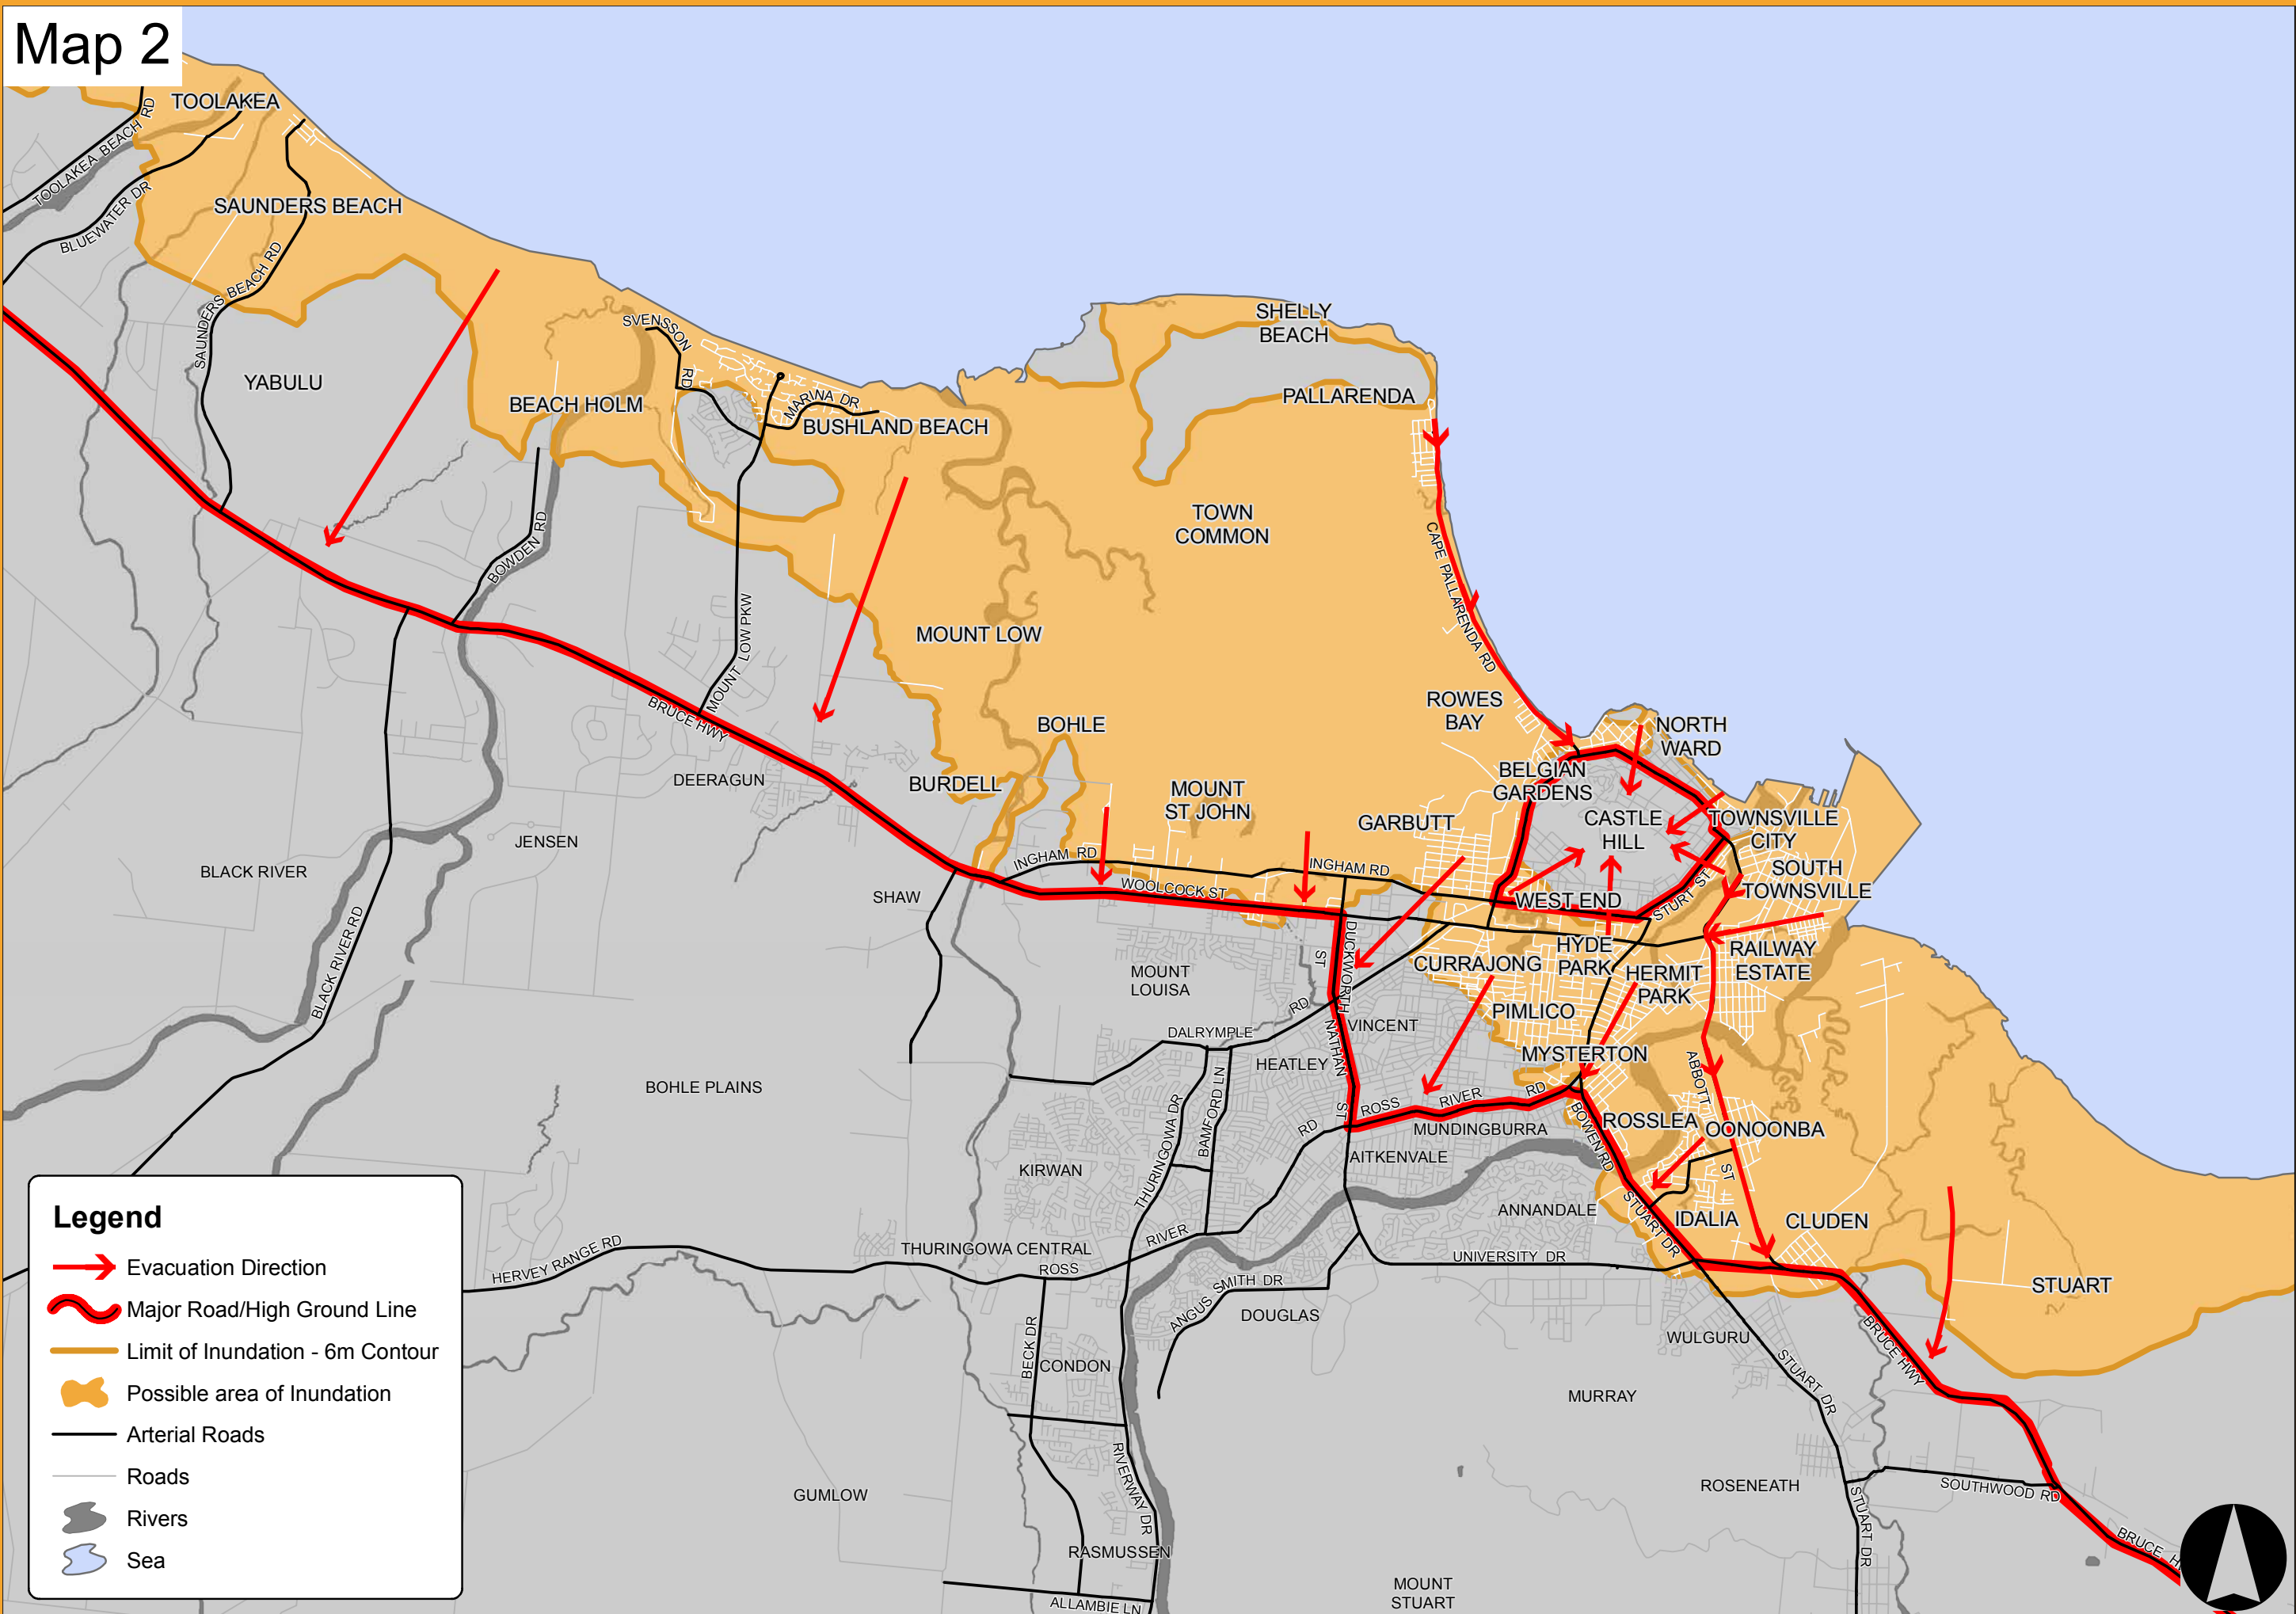 Map 2
TOOLAKEA
TOOLAKEA BEACH RD
BLUEWATER DR
SAUNDERS BEACH
SAUNDERS BEACH RD
YABULU
SHELLY
BEACH
SVENSSON
RD
BEACH HOLM
MARINA DR
BUSHLAND BEACH
PALLARENDA
TOWN
COMMON
CAPE PALLARENDA RD
BOWDEN RD
MOUNT LOW PKW
MOUNT LOW
BRUCE HWY
ROWES
BAY
NORTH
WARD
BOHLE
DEERAGUN
BURDELL
MOUNT
ST JOHN
BELGIAN
GARDENS
GARBUTT
CASTLE
HILL
TOWNSVILLE
CITY
JENSEN
BLACK RIVER
INGHAM RD
INGHAM RD
SOUTH
TOWNSVILLE
SHAW
WOOLCOCK ST
WEST END
STURT ST
BLACK RIVER RD
DUCKWORTH
ST
HYDE
PARK
RAILWAY
ESTATE
MOUNT
LOUISA
CURRAJONG
HERMIT
PARK
RD
DALRYMPLE
VINCENT
PIMLICO
NATHAN
ST
HEATLEY
MYSTERTON
ABBOTT
ST
BOHLE PLAINS
BAMFORD LN
THURINGOWA DR
ROSS
RIVER
RD
RD
MUNDINGBURRA
BOWEN RD
ROSSLEA
OONOONBA
KIRWAN
AITKENVALE
ANNANDALE
STUART DR
IDALIA
CLUDEN
HERVEY RANGE RD
THURINGOWA CENTRAL
ROSS
RIVER
UNIVERSITY DR
STUART
ANGUS SMITH DR
DOUGLAS
BECK DR
CONDON
WULGURU
STUART DR
BRUCE HWY
MURRAY
RIVERWAY DR
GUMLOW
ROSENEATH
SOUTHWOOD RD
STUART DR
RASMUSSEN
ALLAMBIE LN
MOUNT
STUART
BRUCE
Legend
Evacuation Direction
Major Road/High Ground Line
Limit of Inundation - 6m Contour
Possible area of Inundation
Arterial Roads
Roads
Rivers
Sea